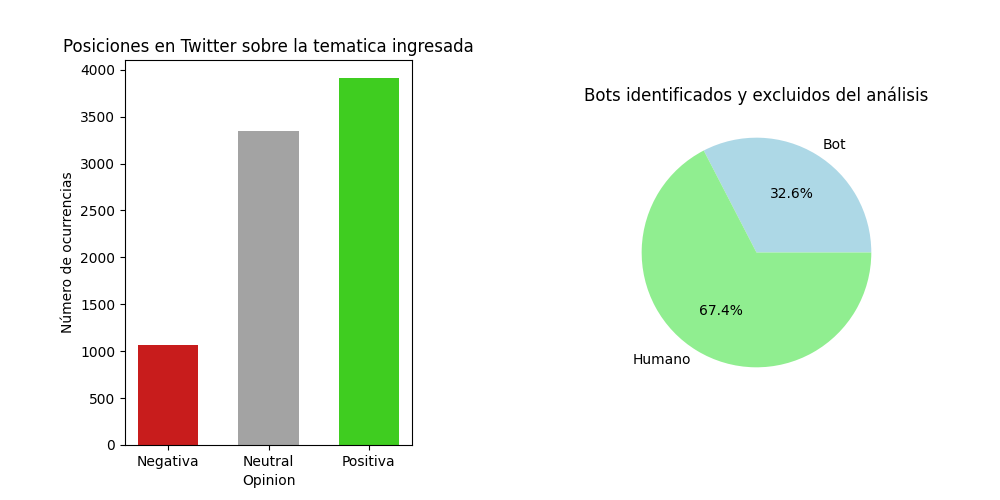 Posiciones en Twitter sobre la tematica ingresada
Número de ocurrencias
4000
3500
3000
2500
2000
1500
1000
500
0
Negativa
Neutral
Positiva
Opinion
Bots identificados y excluidos del análisis
Bot
32.6%
67.4%
Humano